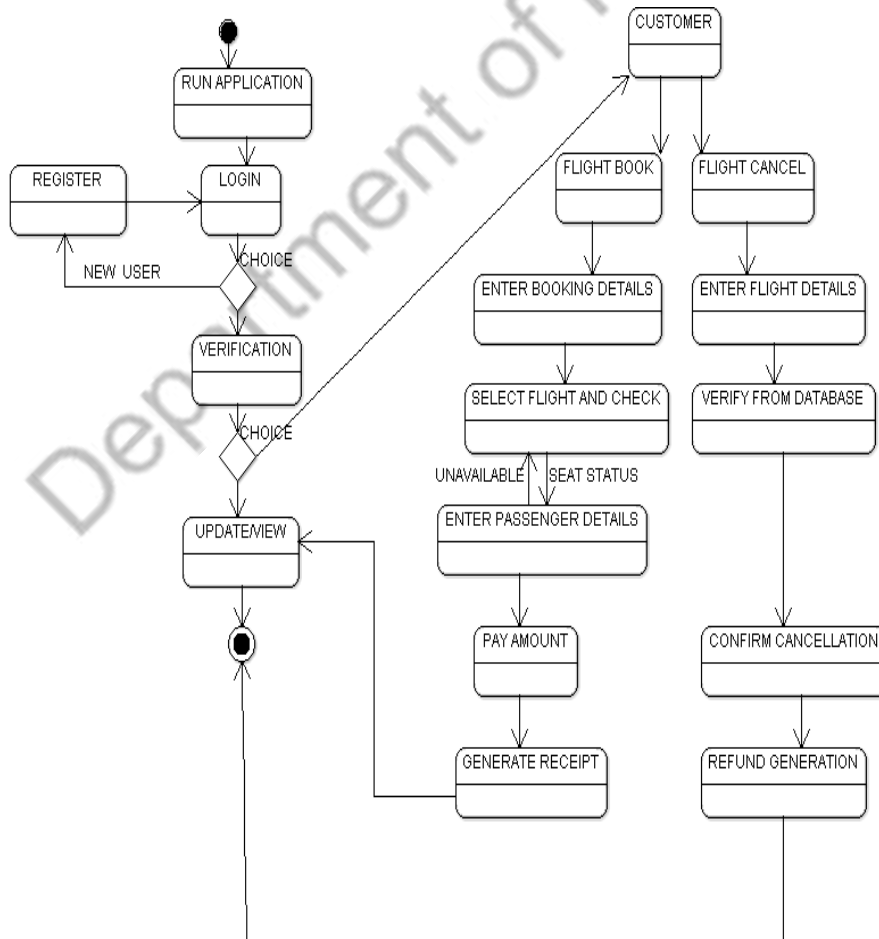 CUSTOMER
RUN APPLICATION
REGISTER
LOGIN
FLIGHT BOOK
FLIGHT CANCEL
CHOICE
NEW USER
ENTER BOOKING DETAILS
ENTER FLIGHT DETAILS
VERIFICATION
SELECT FLIGHT AND CHECK
VERIFY FROM DATABASE
CHOICE
UNAVAILABLE
SEAT STATUS
UPDATE/VIEW
ENTER PASSENGER DETAILS
PAY AMOUNT
CONFIRM CANCELLATION
GENERATE RECEIPT
REFUND GENERATION
Department of